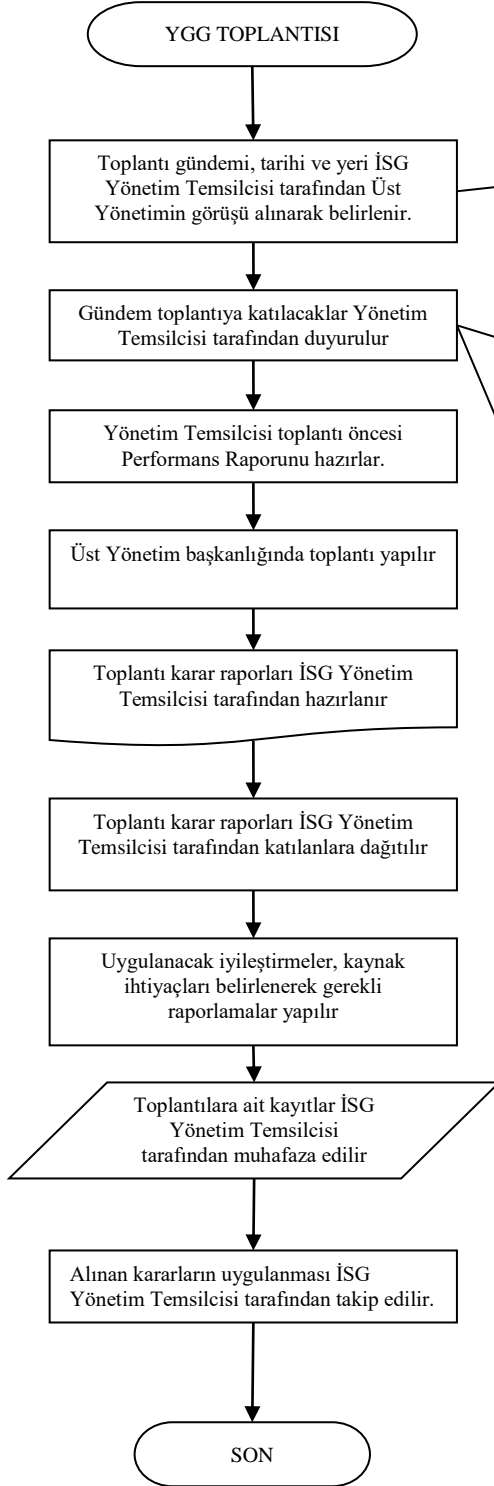 YGG TOPLANTISI
Toplantı gündemi, tarihi ve yeri İSG
Yönetim Temsilcisi tarafından Üst
Yönetimin görüşü alınarak belirlenir.
Gündem toplantıya katılacaklar Yönetim
Temsilcisi tarafından duyurulur
Yönetim Temsilcisi toplantı öncesi
Performans Raporunu hazırlar.
Üst Yönetim başkanlığında toplantı yapılır
Toplantı karar raporları İSG Yönetim
Temsilcisi tarafından hazırlanır
Toplantı karar raporları İSG Yönetim
Temsilcisi tarafından katılanlara dağıtılır
Uygulanacak iyileştirmeler, kaynak
ihtiyaçları belirlenerek gerekli
raporlamalar yapılır
Toplantılara ait kayıtlar İSG
Yönetim Temsilcisi
tarafından muhafaza edilir
Alınan kararların uygulanması İSG
Yönetim Temsilcisi tarafından takip edilir.
SON